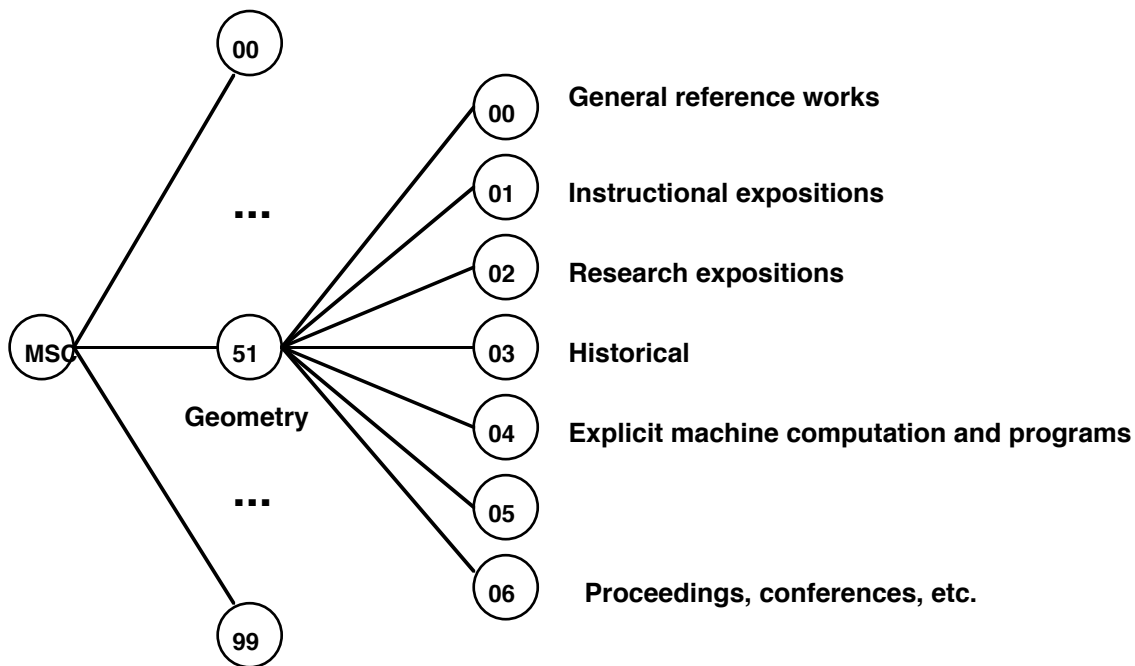 00
00 General reference works
01 Instructional expositions
...
02 Research expositions
MSC
51
03 Historical
Geometry
04 Explicit machine computation and programs
...
05
06 Proceedings, conferences, etc.
99